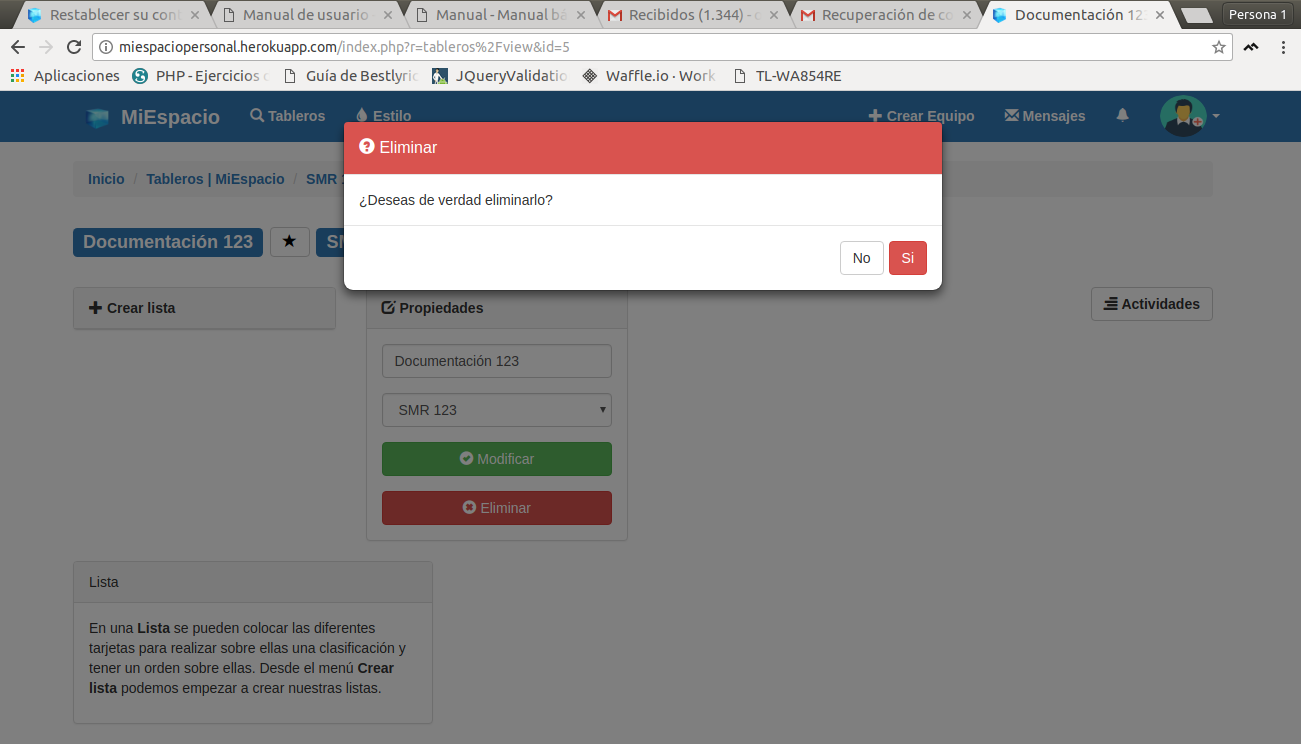 Restablecer su con
Manual de usuario
Manual - Manual bá
Recibidos (1.344) -
Recuperación de co
Documentación 12
Persona 1
miespaciopersonal.herokuapp.com/index.php?r=tableros%2Fview&id=5
Aplicaciones
PHP - Ejercicios
Guía de Bestlyric
JQueryValidatio
Waffle.io · Work
TL-WA854RE
MiEspacio
Tableros
Estilo
Crear Equipo
Mensajes
Eliminar
Inicio / Tableros | MiEspacio / SMR
¿Deseas de verdad eliminarlo?
Documentación 123
No
Si
Crear lista
Propiedades
Actividades
Documentación 123
SMR 123
Modificar
Eliminar
Lista
En una Lista se pueden colocar las diferentes
tarjetas para realizar sobre ellas una clasificación y
tener un orden sobre ellas. Desde el menú Crear
lista podemos empezar a crear nuestras listas.